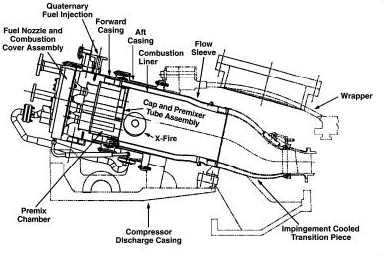 Quaternary
Fuel Injection
Forward
Casing
Aft
Casing
Fuel Nozzle and
Combustion
Cover Assembly
Combustion
Liner
Flow
Sleeve
Wrapper
Cap and Premixer
Tube Assembly
X-Fire
Premix
Chamber
Compressor
Discharge Casing
Impingement Cooled
Transition Piece